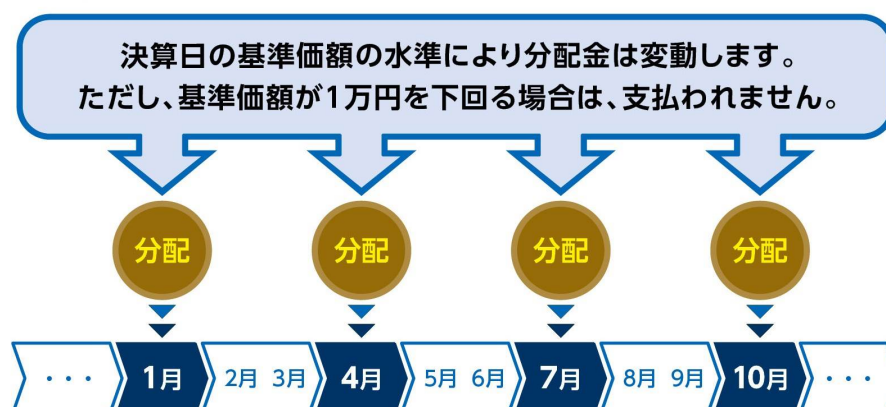 決算日の基準価額の水準により分配金は変動します。
ただし、基準価額が1万円を下回る場合は、支払われません。
分配 分配 分配 分配
・・・ 1月 2月 3月 4月 5月 6月 7月 8月 9月 10月 ・・・